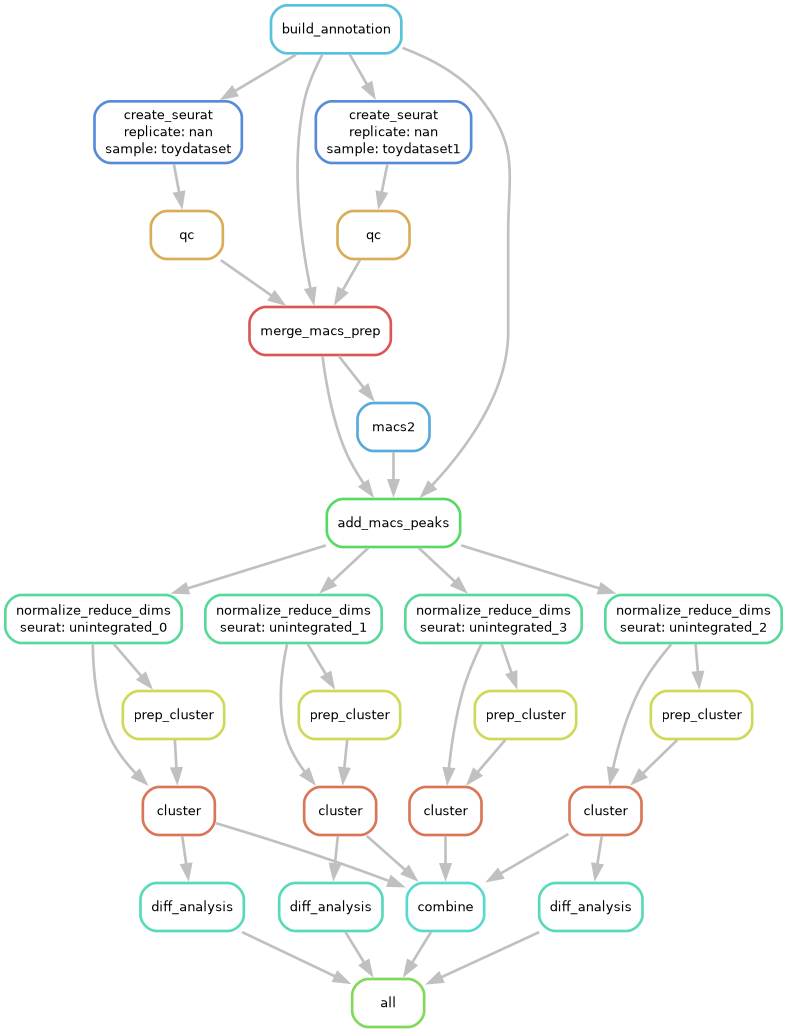 build_annotation
create_seurat
replicate: nan
sample: toydataset
create_seurat
replicate: nan
sample: toydataset1
qc
qc
merge_macs_prep
macs2
add_macs_peaks
normalize_reduce_dims
seurat: unintegrated_0
normalize_reduce_dims
seurat: unintegrated_1
normalize_reduce_dims
seurat: unintegrated_3
normalize_reduce_dims
seurat: unintegrated_2
prep_cluster
prep_cluster
prep_cluster
prep_cluster
cluster
cluster
cluster
cluster
diff_analysis
diff_analysis
combine
diff_analysis
all